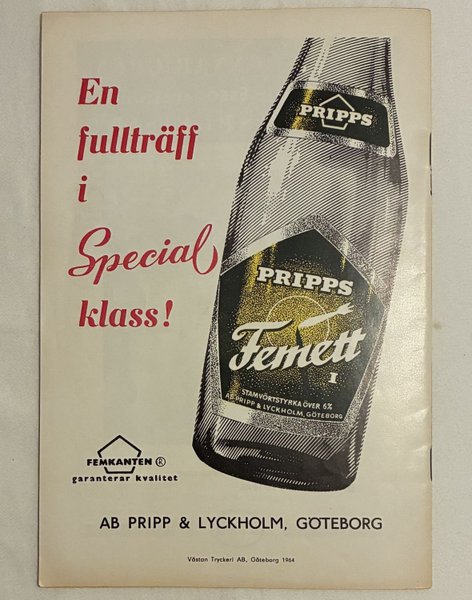 En
fullträff
i
Special
klass!
PRIPPS
PRIPPS
Femett
I
STAMVÖRTSTYRKA ÖVER 6%
AB PRIPP & LYCKHOLM, GÖTEBORG
FEMKANTEN ®
garanterar kvalitet
AB PRIPP & LYCKHOLM, GÖTEBORG
Västan Tryckeri AB, Göteborg 1964